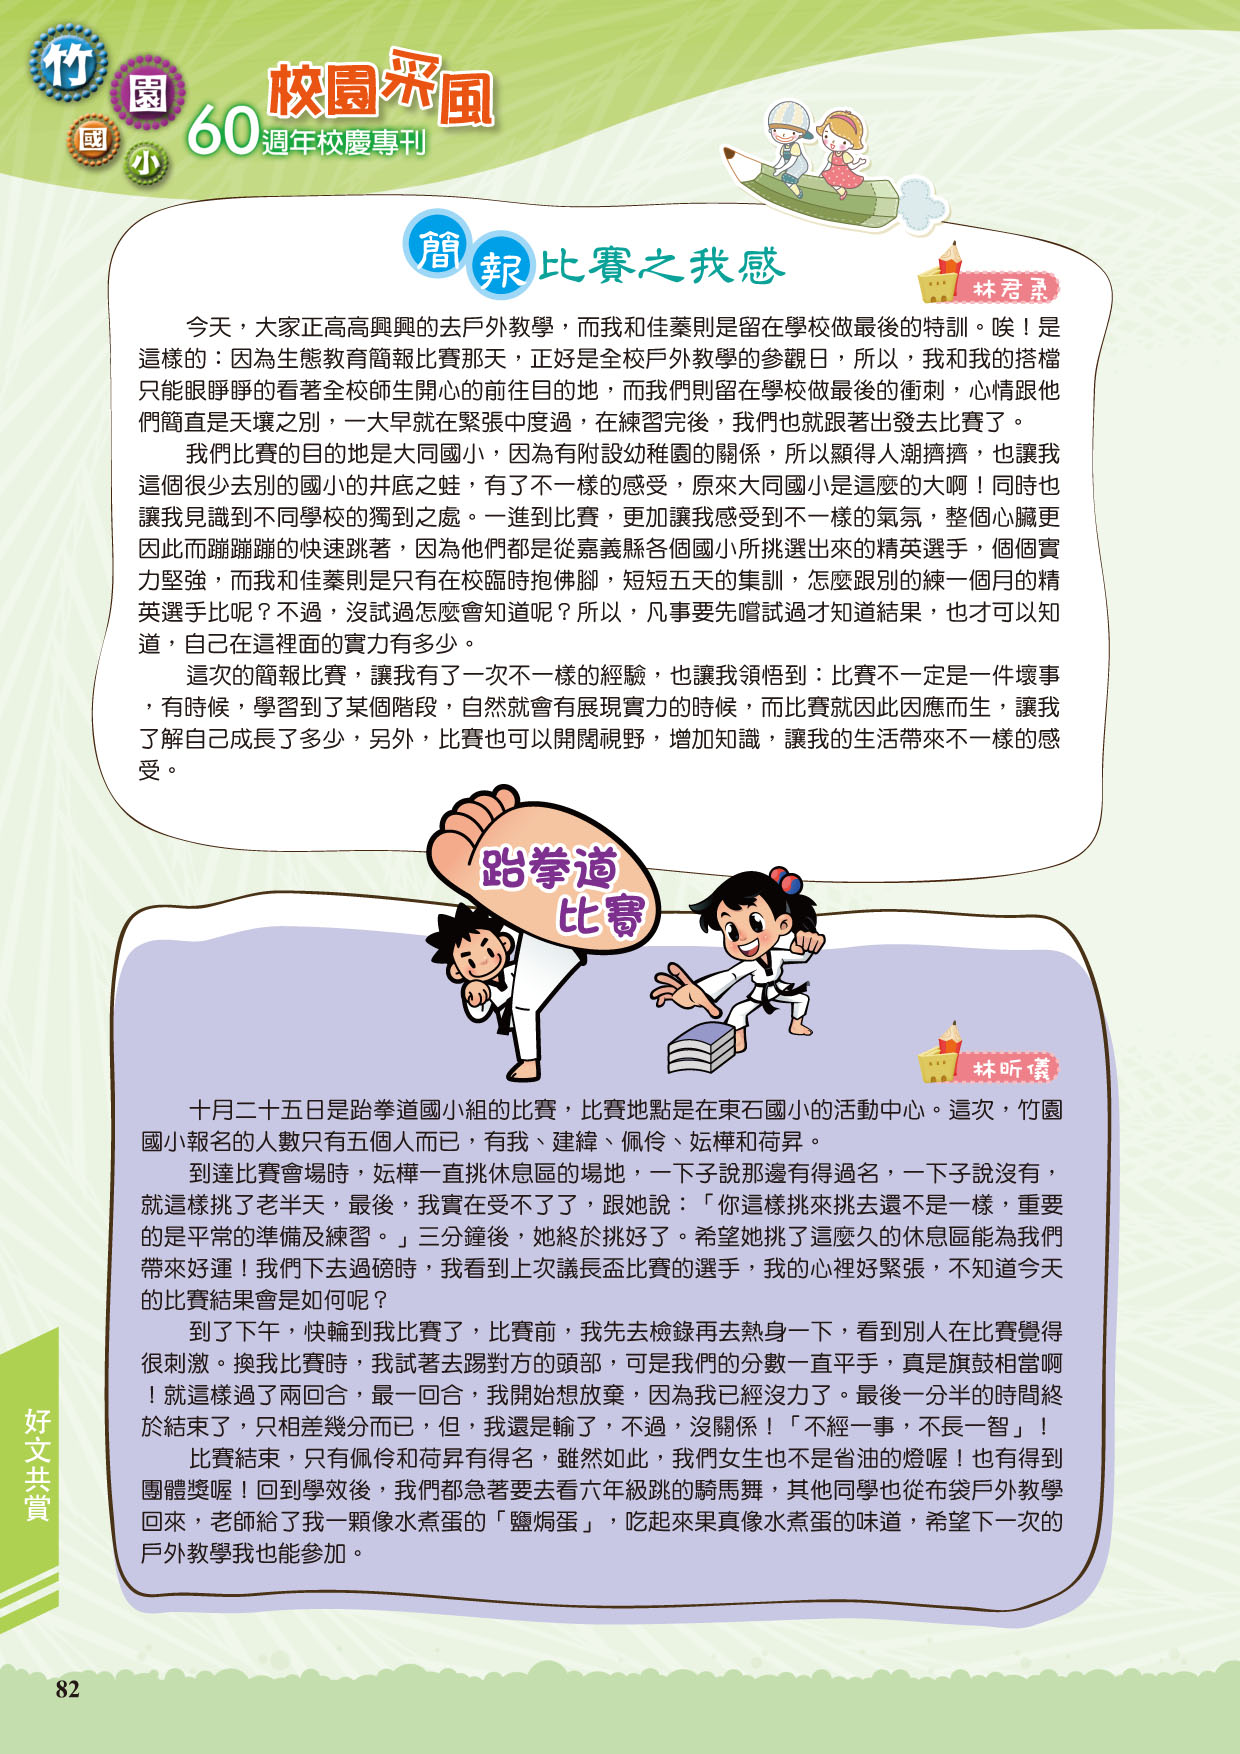 竹園國小
校園采風
60週年校慶專刊
簡報比賽之我感
林君柔
今天，大家正高高興興的去戶外教學，而我和佳蓁則是留在學校做最後的特訓。唉！是
這樣的：因為生態教育簡報比賽那天，正好是全校戶外教學的參觀日，所以，我和我的搭檔
只能眼睜睜的看著全校師生開心的前往目的地，而我們則留在學校做最後的衝刺，心情跟他
們簡直是天壤之別，一大早就在緊張中度過，在練習完後，我們也就跟著出發去比賽了。
我們比賽的目的地是大同國小，因為有附設幼稚園的關係，所以顯得人潮擠擠，也讓我
這個很少去別的國小的井底之蛙，有了不一樣的感受，原來大同國小是這麼的大啊！同時也
讓我見識到不同學校的獨到之處。一進到比賽，更加讓我感受到不一樣的氣氛，整個心臟更
因此而蹦蹦蹦的快速跳著，因為他們都是從嘉義縣各個國小所挑選出來的精英選手，個個實
力堅強，而我和佳蓁則是只有在校臨時抱佛腳，短短五天的集訓，怎麼跟別的練一個月的精
英選手比呢？不過，沒試過怎麼會知道呢？所以，凡事要先嚐試過才知道結果，也才可以知
道，自己在這裡面的實力有多少。
這次的簡報比賽，讓我有了一次不一樣的經驗，也讓我領悟到：比賽不一定是一件壞事
，有時候，學習到了某個階段，自然就會有展現實力的時候，而比賽就因此因應而生，讓我
了解自己成長了多少，另外，比賽也可以開闊視野，增加知識，讓我的生活帶來不一樣的感
受。
跆拳道
比賽
林昕儀
十月二十五日是跆拳道國小組的比賽，比賽地點是在東石國小的活動中心。這次，竹園
國小報名的人數只有五個人而已，有我、建緯、佩伶、妘樺和荷昇。
到達比賽會場時，妘樺一直挑休息區的場地，一下子說那邊有得過名，一下子說沒有，
就這樣挑了老半天，最後，我實在受不了了，跟她說：「你這樣挑來挑去還不是一樣，重要
的是平常的準備及練習。」三分鐘後，她終於挑好了。希望她挑了這麼久的休息區能為我們
帶來好運！我們下去過磅時，我看到上次議長盃比賽的選手，我的心裡好緊張，不知道今天
的比賽結果會是如何呢？
到了下午，快輪到我比賽了，比賽前，我先去檢錄再去熱身一下，看到別人在比賽覺得
很刺激。換我比賽時，我試著去踢對方的頭部，可是我們的分數一直平手，真是旗鼓相當啊
！就這樣過了兩回合，最一回合，我開始想放棄，因為我已經沒力了。最後一分半的時間終
於結束了，只相差幾分而已，但，我還是輸了，不過，沒關係！「不經一事，不長一智」！
比賽結束，只有佩伶和荷昇有得名，雖然如此，我們女生也不是省油的燈喔！也有得到
團體獎喔！回到學效後，我們都急著要去看六年級跳的騎馬舞，其他同學也從布袋戶外教學
回來，老師給了我一顆像水煮蛋的「鹽焗蛋」，吃起來果真像水煮蛋的味道，希望下一次的
戶外教學我也能參加。
好文共賞
82